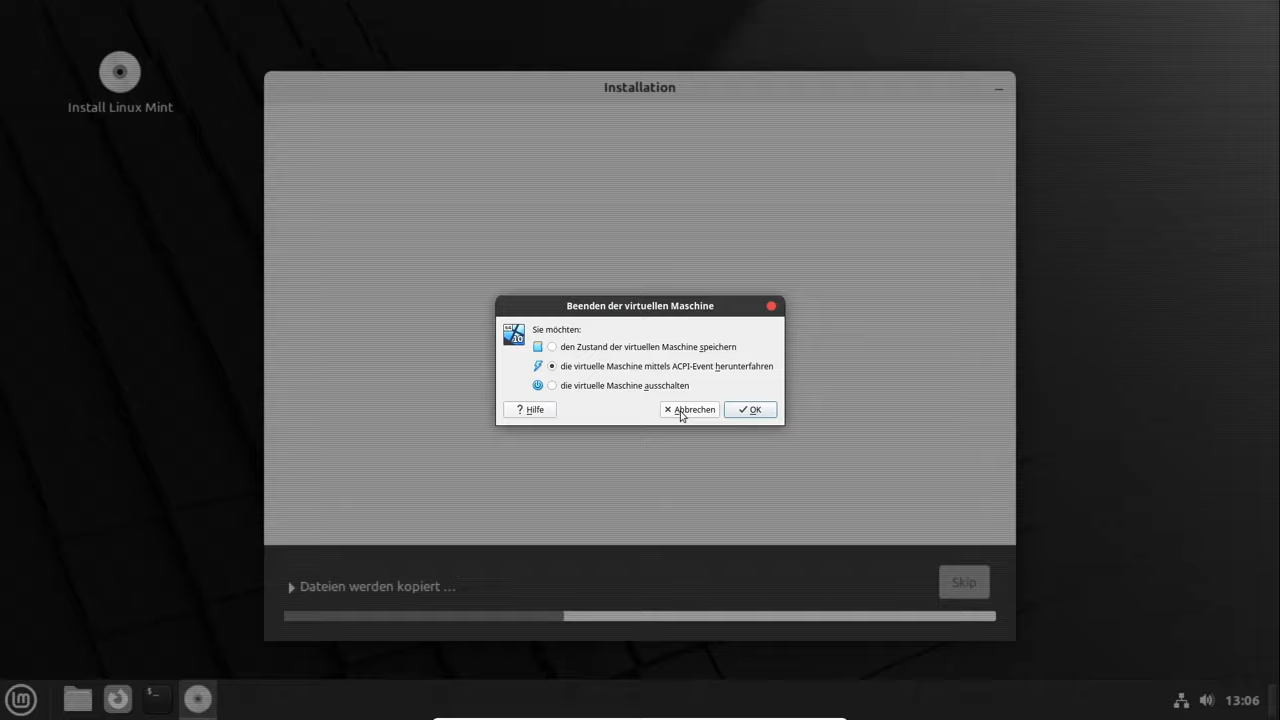 Install Linux Mint
Installation
Beenden der virtuellen Maschine
Sie möchten:
den Zustand der virtuellen Maschine speichern
die virtuelle Maschine mittels ACPI-Event herunterfahren
die virtuelle Maschine ausschalten
Hilfe
Abbrechen
OK
Dateien werden kopiert ...
Skip
13:06